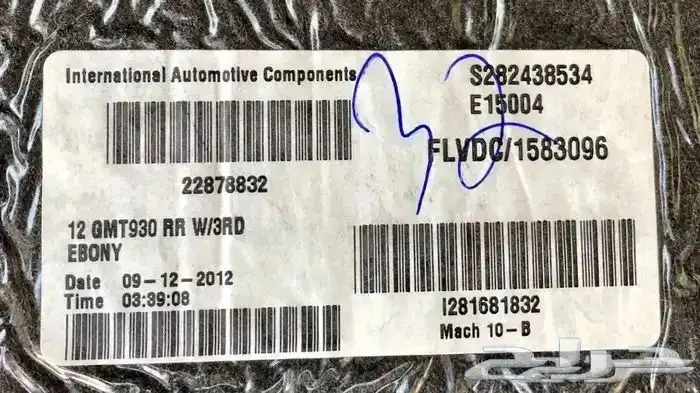 International Automotive Components
22878832
12 GMT930 RR W/3RD
EBONY
Date 09-12-2012
Time 03:39:08
S282438534
E15004
FLVDC/1583096
I281681832
Mach 10-B
حراج